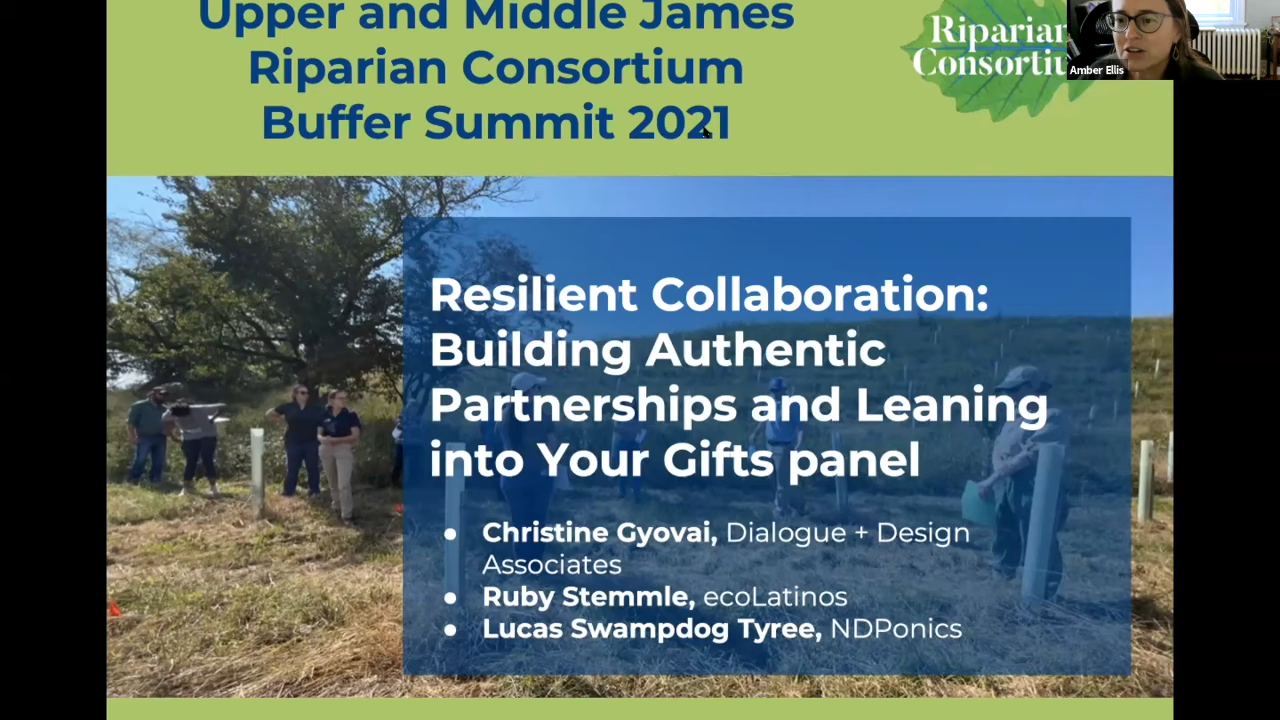 Upper and Middle James
Riparian Consortium
Buffer Summit 2021
Riparian
Consortiu
Amber Ellis
Resilient Collaboration:
Building Authentic
Partnerships and Leaning
into Your Gifts panel
● Christine Gyovai, Dialogue + Design
Associates
● Ruby Stemmle, ecoLatinos
● Lucas Swampdog Tyree, NDPonics